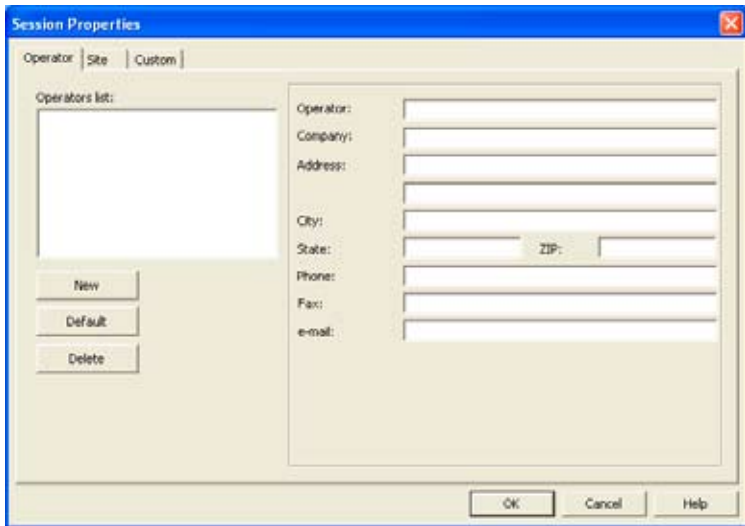 Session Properties
Operator Site Custom
Operators list:
New
Default
Delete
Operator:
Company:
Address:
City:
State: ZIP:
Phone:
Fax:
e-mail:
OK Cancel Help